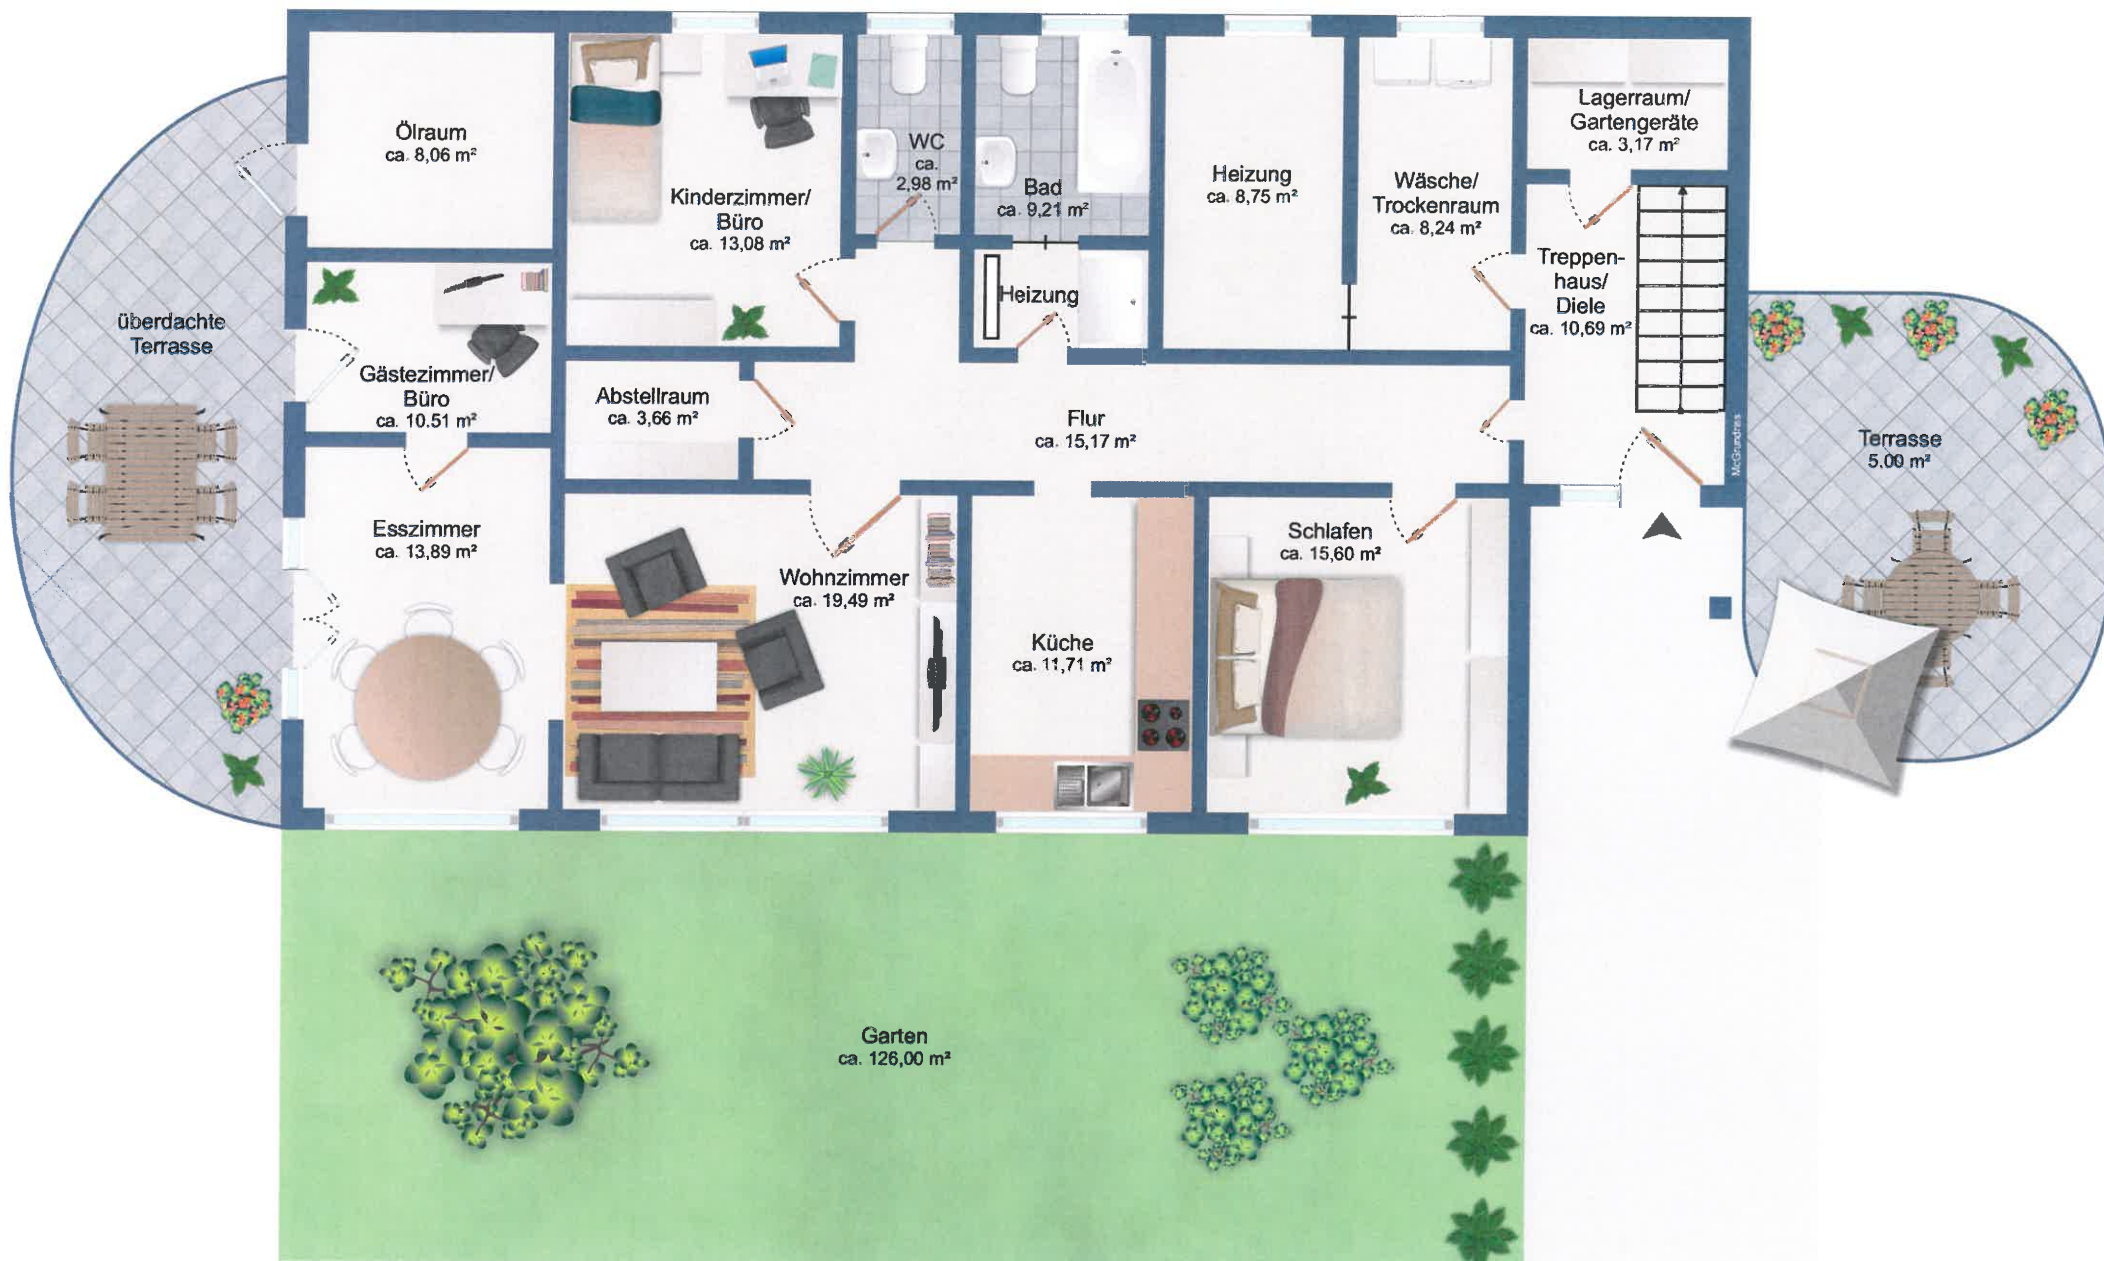 Ölraum
ca. 8,06 m²
Kinderzimmer/
Büro
ca. 13,08 m²
WC
ca.
2,98 m²
Bad
ca. 9,21 m²
Heizung
Heizung
ca. 8,75 m²
Wäsche/
Trockenraum
ca. 8,24 m²
Lagerraum/
Gartengeräte
ca. 3,17 m²
Treppen-
haus/
Diele
ca. 10,69 m²
überdachte
Terrasse
Gästezimmer/
Büro
ca. 10.51 m²
Abstellraum
ca. 3,66 m²
Flur
ca. 15,17 m²
McGrundriss
Terrasse
5,00 m²
Esszimmer
ca. 13,89 m²
Wohnzimmer
ca. 19,49 m²
Küche
ca. 11,71 m²
Schlafen
ca. 15,60 m²
Garten
ca. 126,00 m²